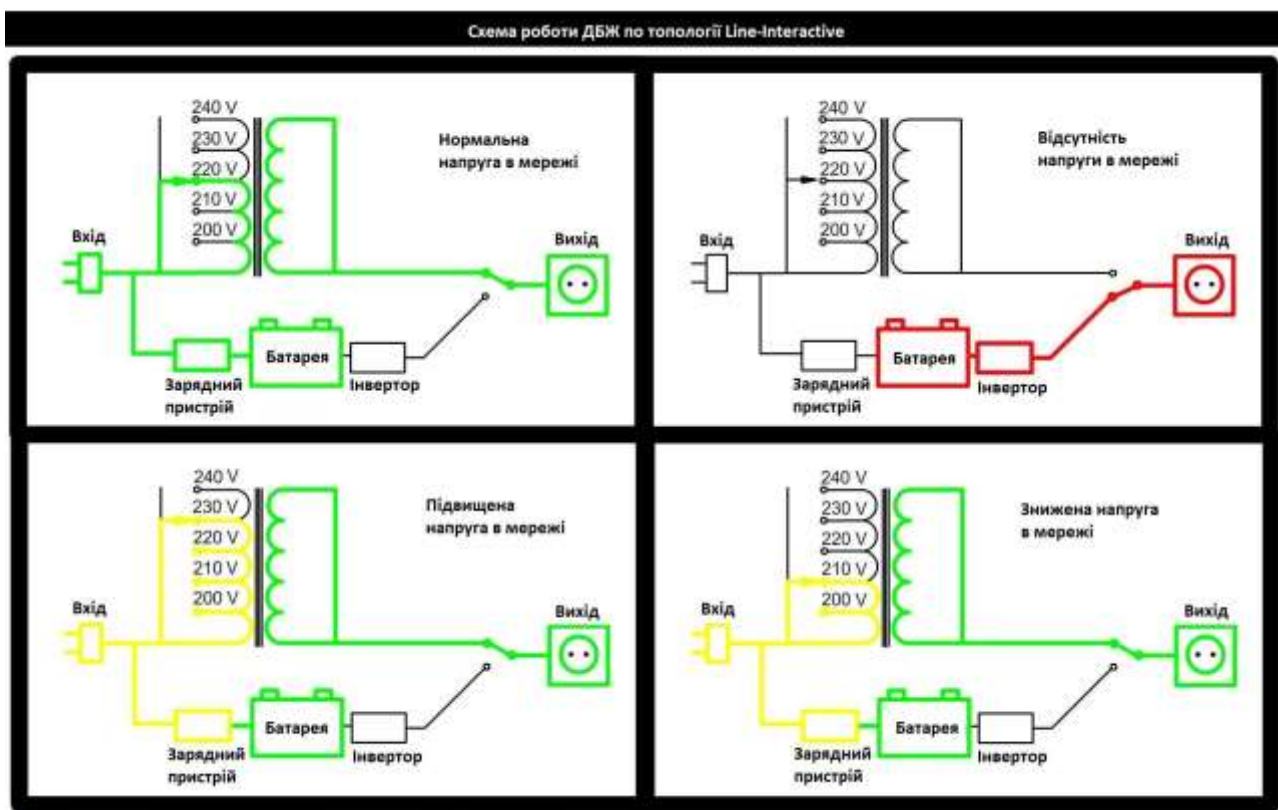 Схема роботи ДБЖ по топології Line-Interactive
240 V
230 V
220 V
210 V
200 V
Нормальна
напруга в мережі
Вхід
Вихід
Батарея
Зарядний
пристрій
Інвертор
240 V
230 V
220 V
210 V
200 V
Відсутність
напруги в мережі
Вхід
Вихід
Батарея
Зарядний
пристрій
Інвертор
240 V
230 V
220 V
210 V
200 V
Підвищена
напруга в мережі
Вхід
Вихід
Батарея
Зарядний
пристрій
Інвертор
240 V
230 V
220 V
210 V
200 V
Знижена напруга
в мережі
Вхід
Вихід
Батарея
Зарядний
пристрій
Інвертор